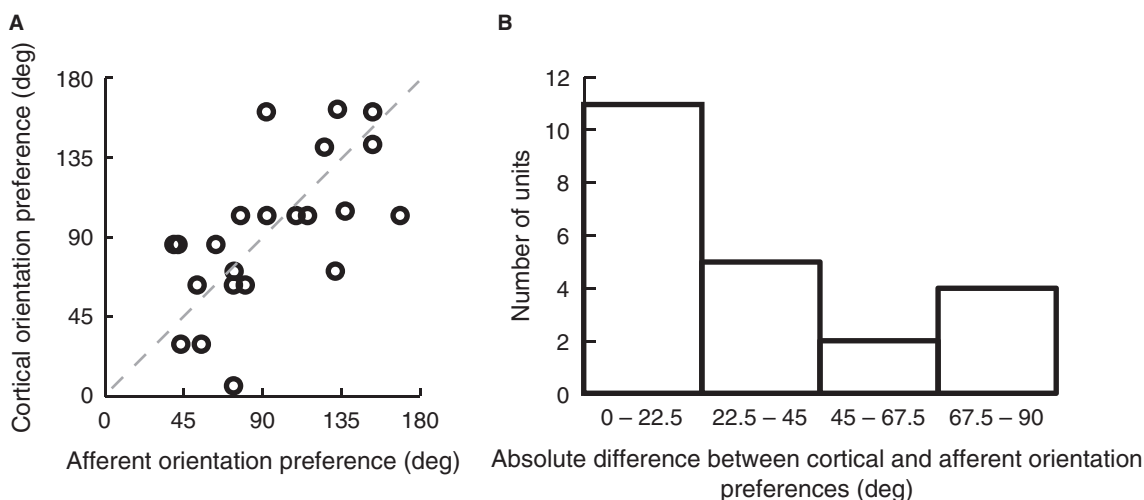 A
Cortical orientation preference (deg)
180
135
90
45
0
0 45 90 135 180
Afferent orientation preference (deg)
B
Number of units
12
10
8
6
4
2
0
0 – 22.5 22.5 – 45 45 – 67.5 67.5 – 90
Absolute difference between cortical and afferent orientation
preferences (deg)